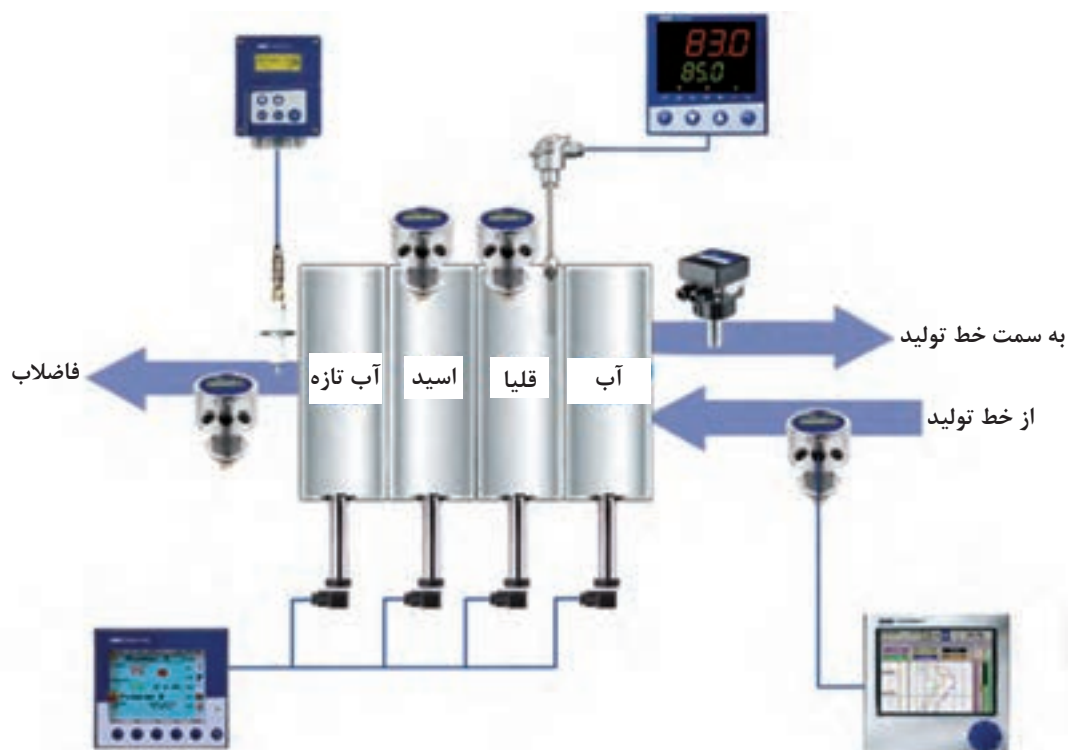 83.0
85.0
به سمت خط تولید
از خط تولید
آب
قلیا
اسید
آب تازه
فاضلاب